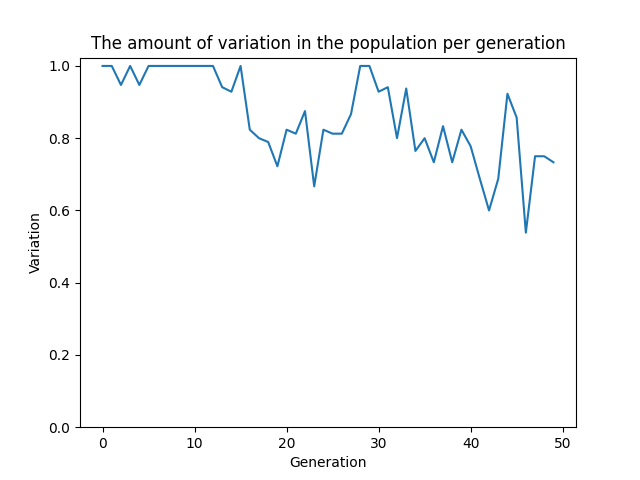 The amount of variation in the population per generation
1.0
0.8
0.6
0.4
0.2
0.0
Variation
0 10 20 30 40 50
Generation